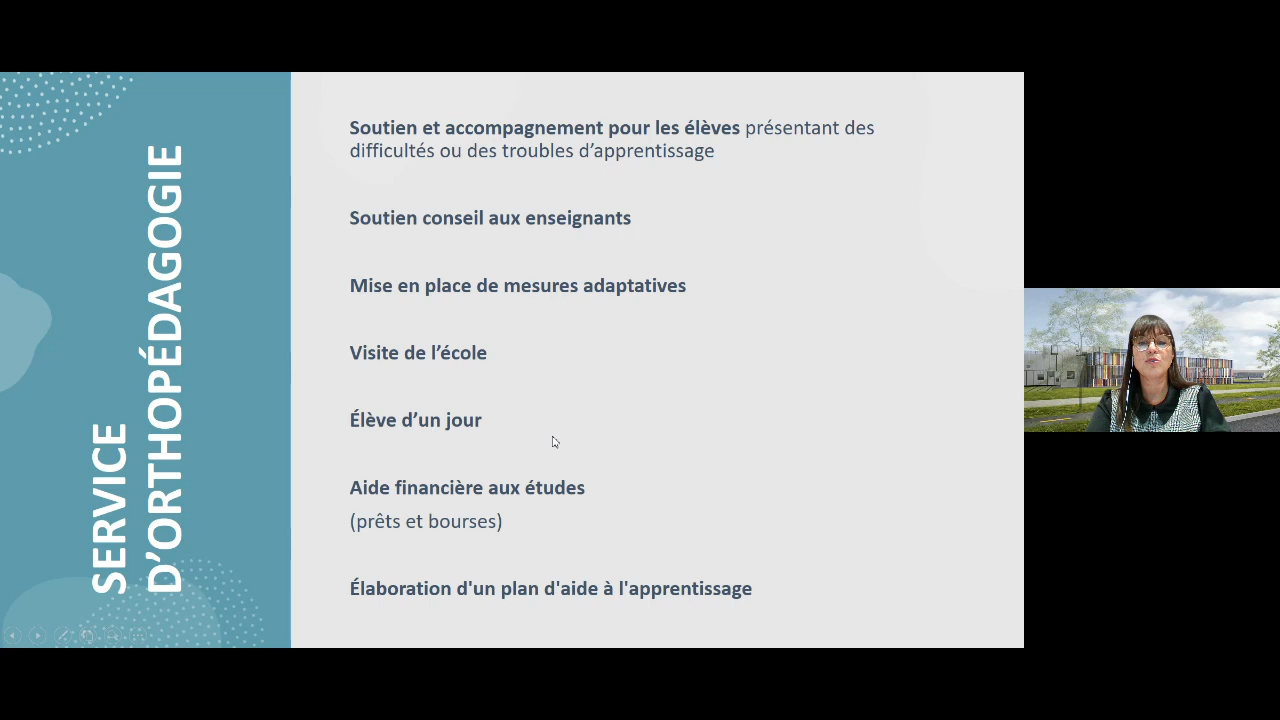 SERVICE
D'ORTHOPÉDAGOGIE
Soutien et accompagnement pour les élèves présentant des
difficultés ou des troubles d’apprentissage
Soutien conseil aux enseignants
Mise en place de mesures adaptatives
Visite de l’école
Élève d’un jour
Aide financière aux études
(prêts et bourses)
Élaboration d'un plan d'aide à l'apprentissage